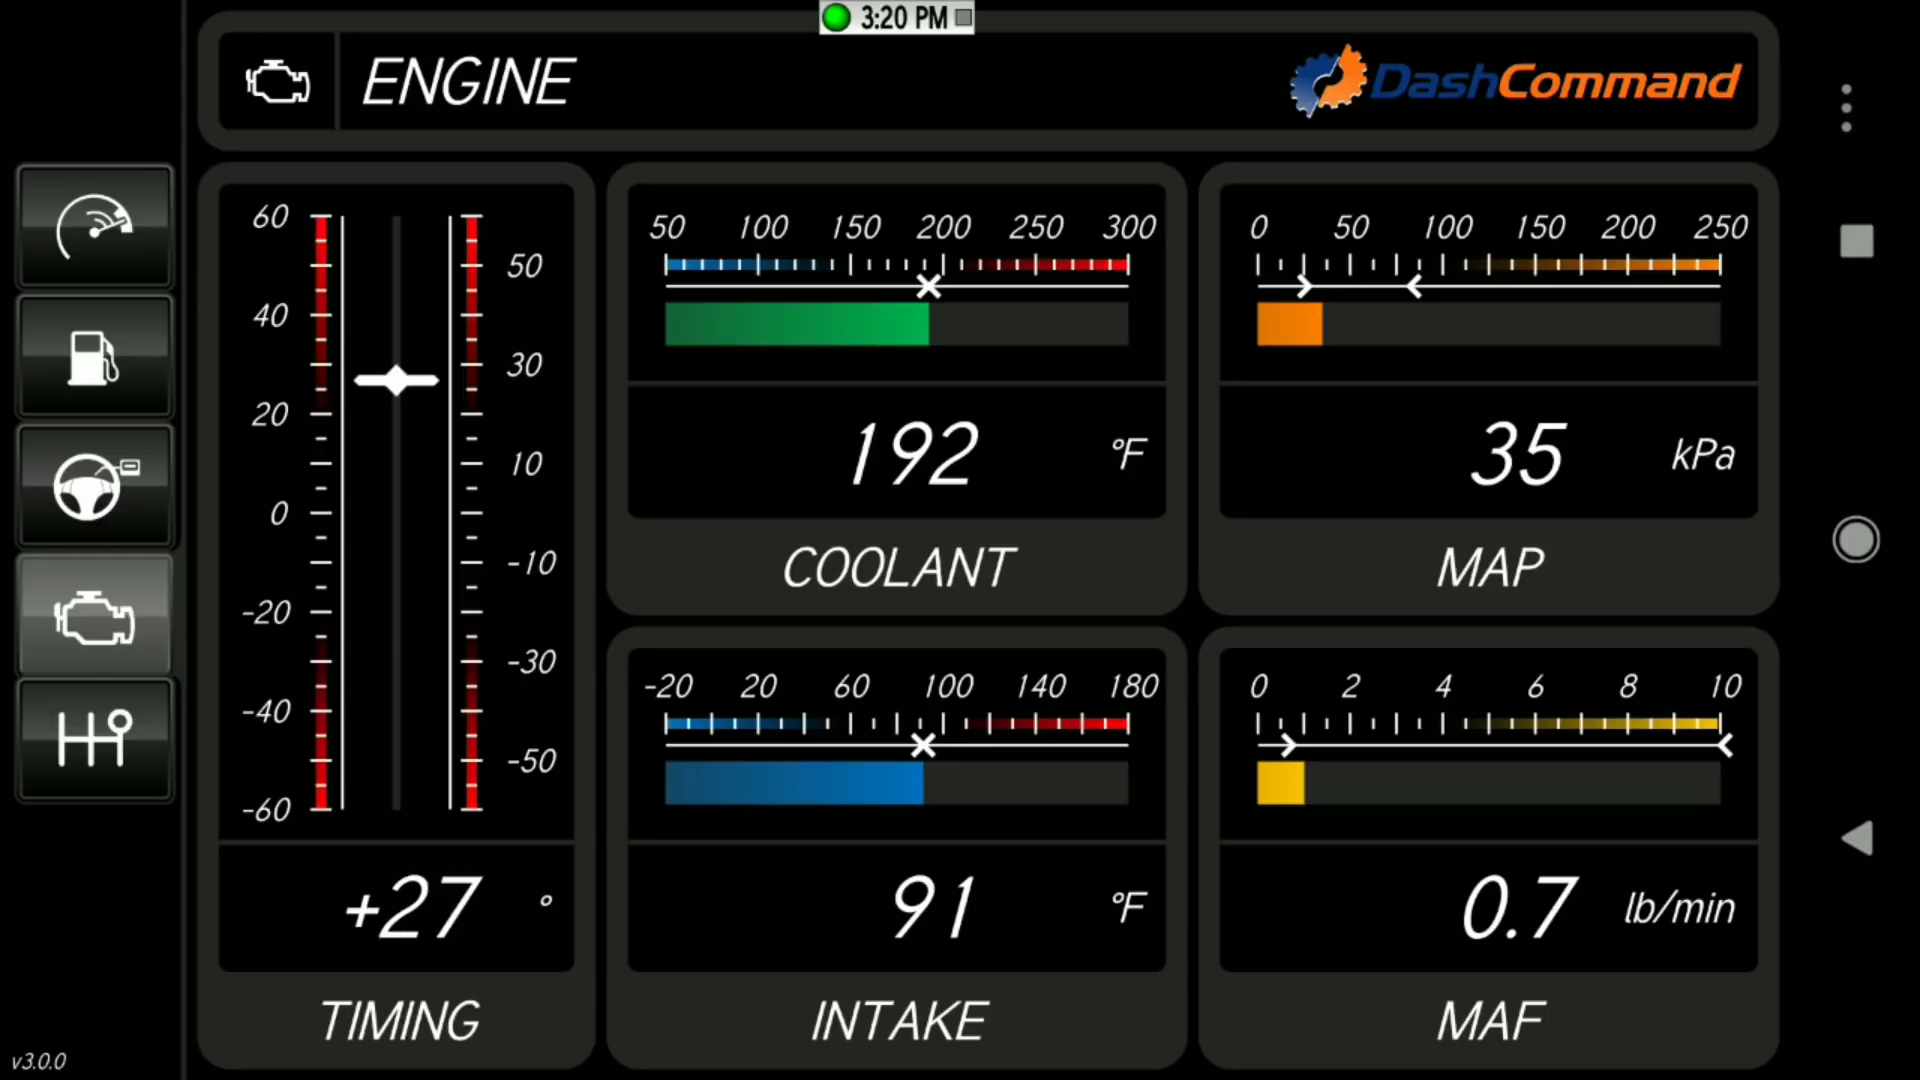 3:20 PM
ENGINE
DashCommand
60
40
20
0
-20
-40
-60
50
30
10
-10
-30
-50
+27 °
TIMING
50 100 150 200 250 300
192 °F
COOLANT
0 50 100 150 200 250
35 kPa
MAP
-20 20 60 100 140 180
91 °F
INTAKE
0 2 4 6 8 10
0.7 lb/min
MAF
v3.0.0